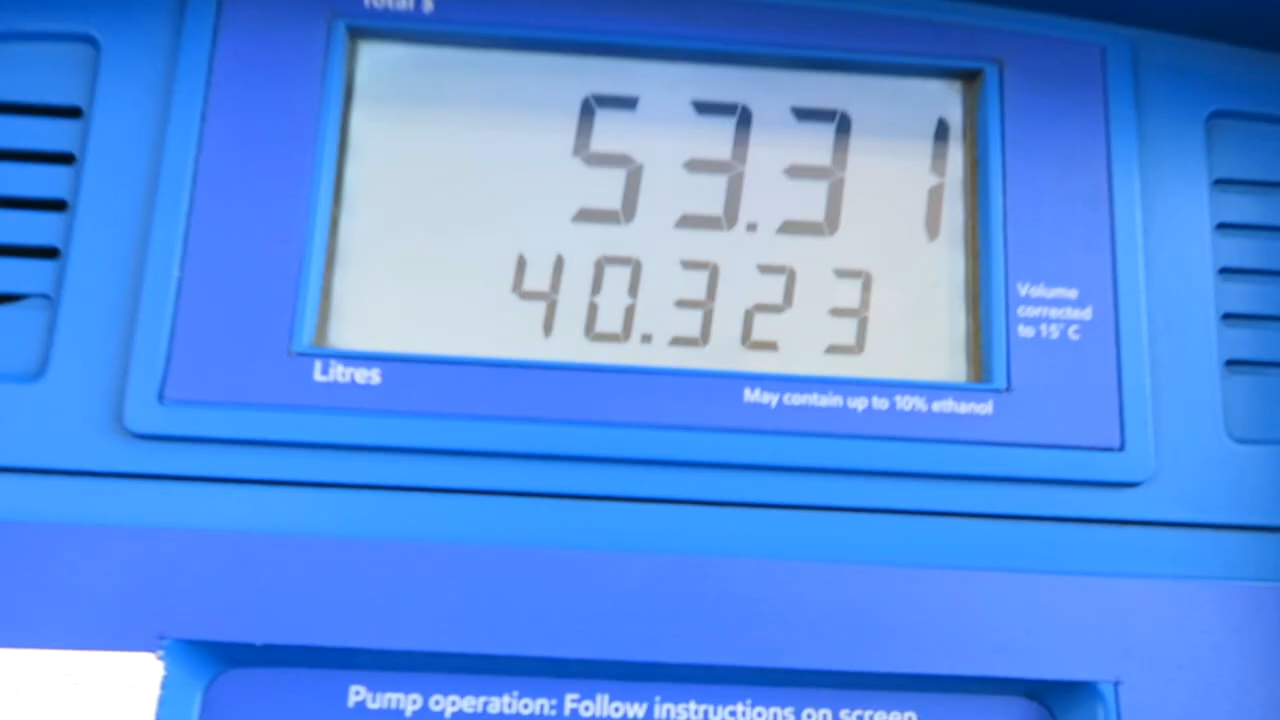 Total $
53.31
40.323
Volume
corrected
to 15° C
Litres
May contain up to 10% ethanol
Pump operation: Follow instructions on screen